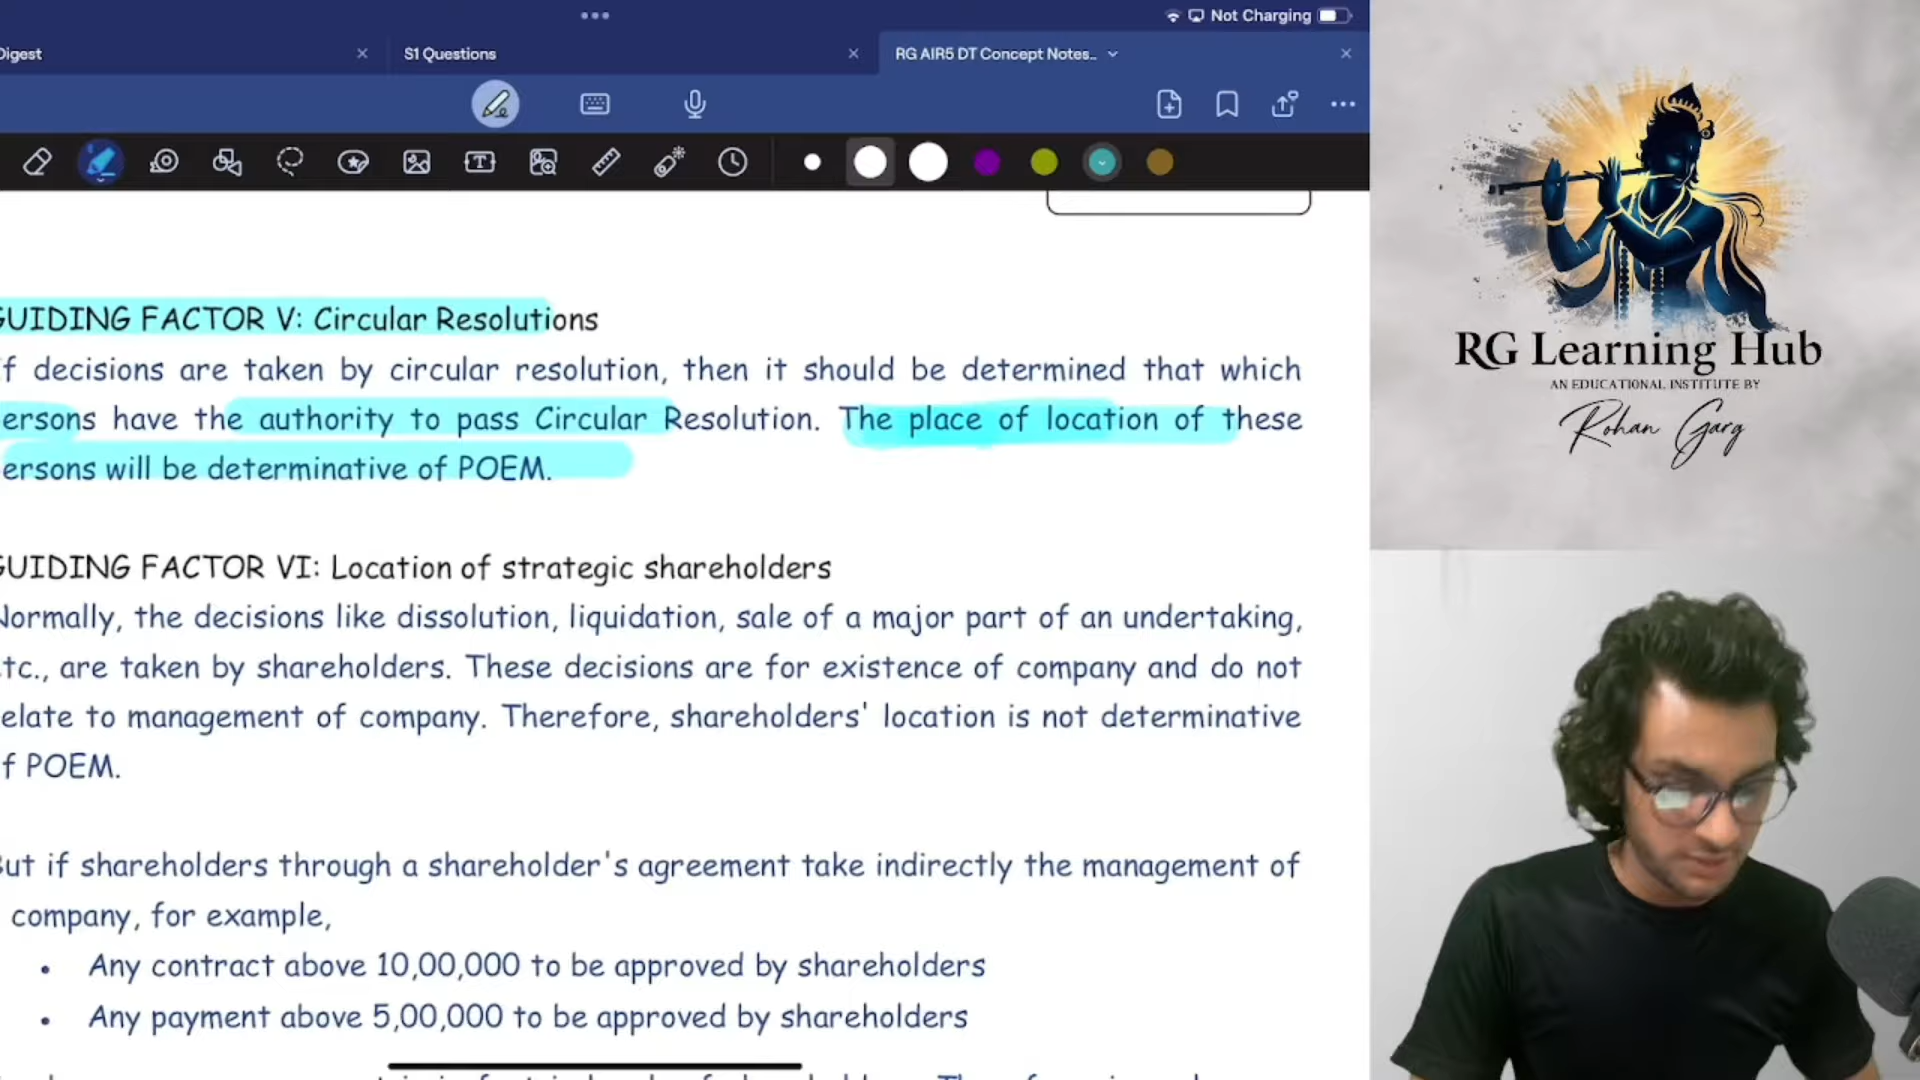 Not Charging
Digest
S1 Questions
RG AIR5 DT Concept Notes..
GUIDING FACTOR V: Circular Resolutions
If decisions are taken by circular resolution, then it should be determined that which
ersons have the authority to pass Circular Resolution. The place of location of these
ersons will be determinative of POEM.
GUIDING FACTOR VI: Location of strategic shareholders
Normally, the decisions like dissolution, liquidation, sale of a major part of an undertaking,
tc., are taken by shareholders. These decisions are for existence of company and do not
elate to management of company. Therefore, shareholders' location is not determinative
f POEM.
But if shareholders through a shareholder's agreement take indirectly the management of
company, for example,
• Any contract above 10,00,000 to be approved by shareholders
• Any payment above 5,00,000 to be approved by shareholders
RG Learning Hub
AN EDUCATIONAL INSTITUTE BY
Rohan Garg